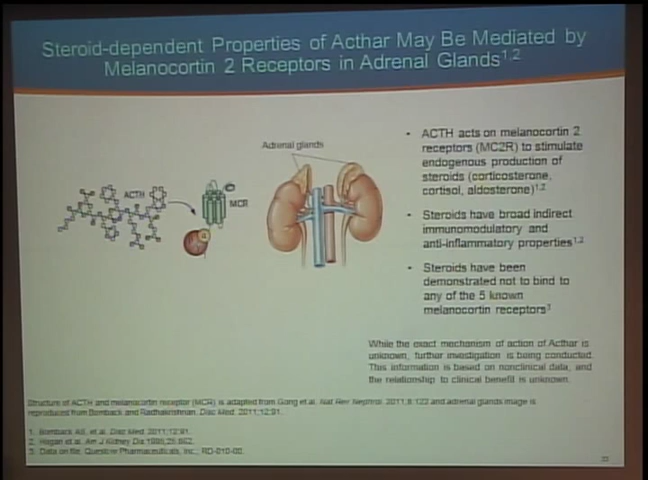 Steroid-dependent Properties of Acthar May Be Mediated by
Melanocortin 2 Receptors in Adrenal Glands1,2
Adrenal glands
ACTH
MCR
• ACTH acts on melanocortin 2
receptors (MC2R) to stimulate
endogenous production of
steroids (corticosterone,
cortisol, aldosterone)1,2
• Steroids have broad indirect
immunomodulatory and
anti-inflammatory properties1,2
• Steroids have been
demonstrated not to bind to
any of the 5 known
melanocortin receptors3
While the exact mechanism of action of Acthar is
unknown, further investigation is being conducted.
This information is based on nonclinical data, and
the relationship to clinical benefit is unknown.
Structure of ACTH and melanocortin receptor (MCR) is adapted from Gong et al. Nat Rev Nephrol. 2011;8:122 and adrenal glands image is
reproduced from Bomback and Radhakrishnan. Disc Med. 2011;12:91.
1. Bomback AS, et al. Disc Med. 2011;12:91.
2. et al. Am J Kidney Dis
3. Data on file. Questcor Pharmaceuticals, Inc.; RD-010-00.